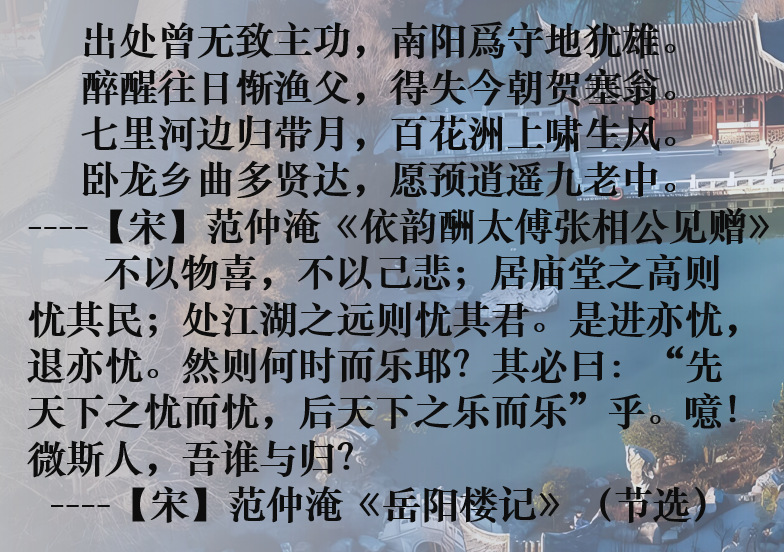 出处曾无致主功，南阳爲守地犹雄。
醉醒往日惭渔父，得失今朝贺塞翁。
七里河边归带月，百花洲上啸生风。
卧龙乡曲多贤达，愿预逍遥九老中。
----【宋】范仲淹《依韵酬太傅张相公见赠》
不以物喜，不以己悲；居庙堂之高则
忧其民；处江湖之远则忧其君。是进亦忧，
退亦忧。然则何时而乐耶？其必曰：“先
天下之忧而忧，后天下之乐而乐”乎。噫！
微斯人，吾谁与归？
----【宋】范仲淹《岳阳楼记》（节选）